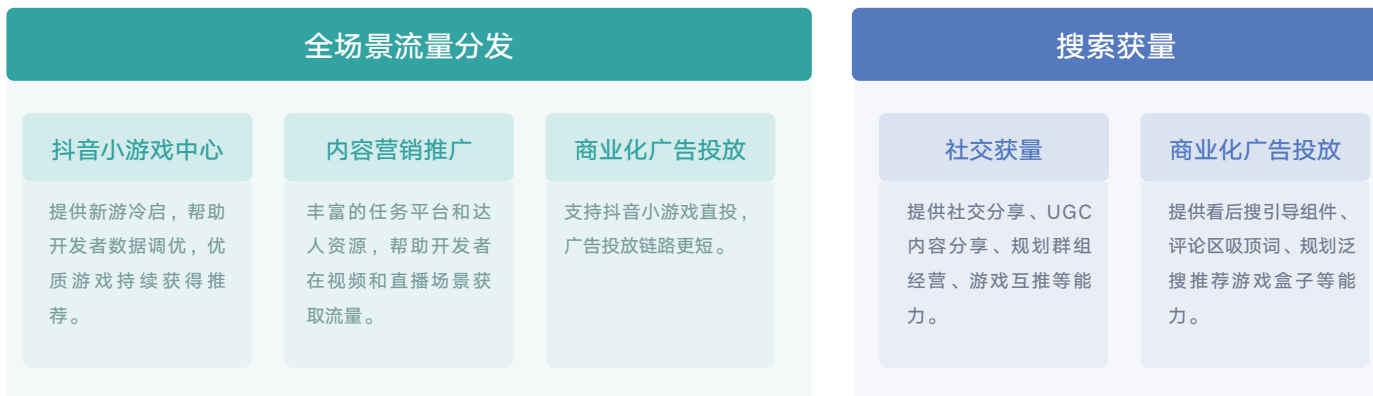 全场景流量分发
抖音小游戏中心
提供新游冷启，帮助
开发者数据调优，优
质游戏持续获得推
荐。
内容营销推广
丰富的任务平台和达
人资源，帮助开发者
在视频和直播场景获
取流量。
商业化广告投放
支持抖音小游戏直投，
广告投放链路更短。
搜索获量
社交获量
提供社交分享、UGC
内容分享、规划群组
经营、游戏互推等能
力。
商业化广告投放
提供看后搜引导组件、
评论区吸顶词、规划泛
搜推荐游戏盒子等能
力。